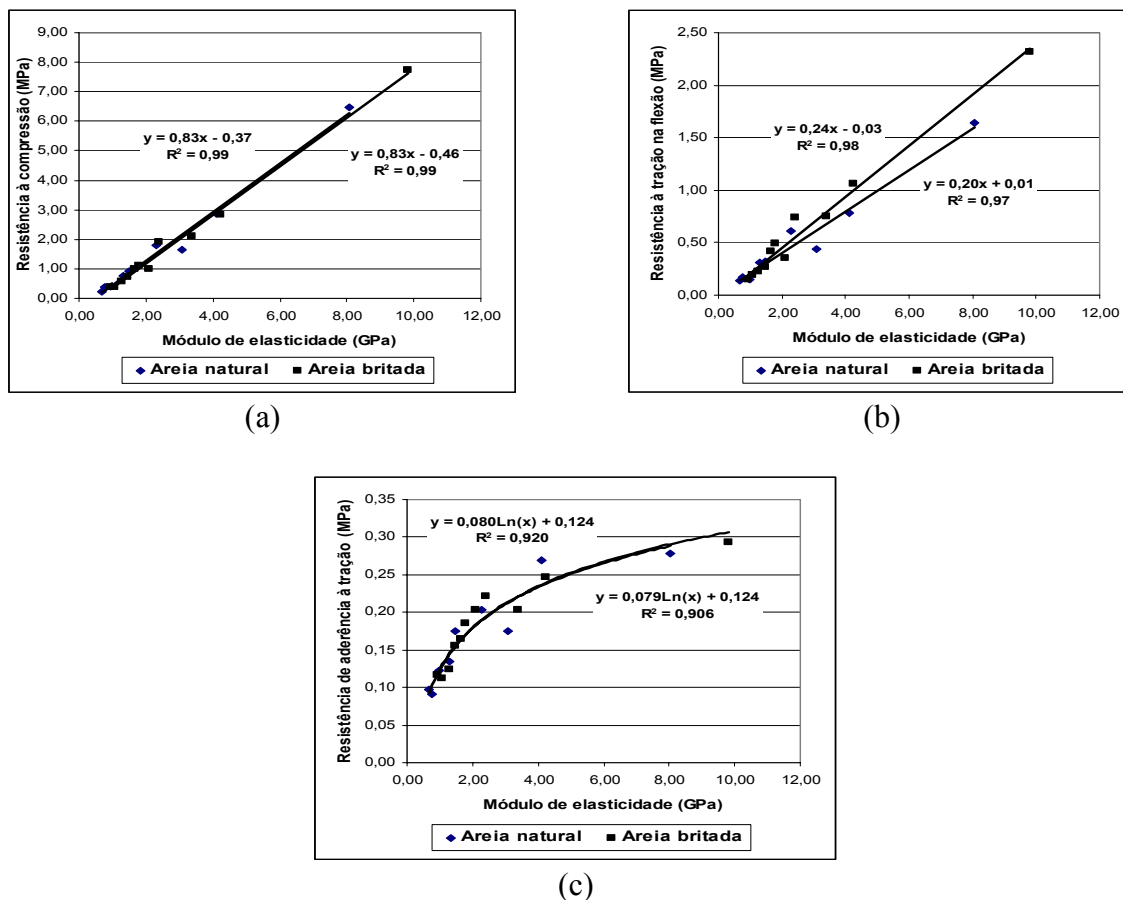 Resistência à compressão (MPa)
9,00
8,00
7,00
6,00
5,00
4,00
3,00
2,00
1,00
0,00
y = 0,83x - 0,37
R² = 0,99
y = 0,83x - 0,46
R² = 0,99
0,00 2,00 4,00 6,00 8,00 10,00 12,00
Módulo de elasticidade (GPa)
Areia natural Areia britada
(a)
Resistência à tração na flexão (MPa)
2,50
2,00
1,50
1,00
0,50
0,00
y = 0,24x - 0,03
R² = 0,98
y = 0,20x + 0,01
R² = 0,97
0,00 2,00 4,00 6,00 8,00 10,00 12,00
Módulo de elasticidade (GPa)
Areia natural Areia britada
(b)
Resistência de aderência à tração (MPa)
0,35
0,30
0,25
0,20
0,15
0,10
0,05
0,00
y = 0,080Ln(x) + 0,124
R² = 0,920
y = 0,079Ln(x) + 0,124
R² = 0,906
0,00 2,00 4,00 6,00 8,00 10,00 12,00
Módulo de elasticidade (GPa)
Areia natural Areia britada
(c)